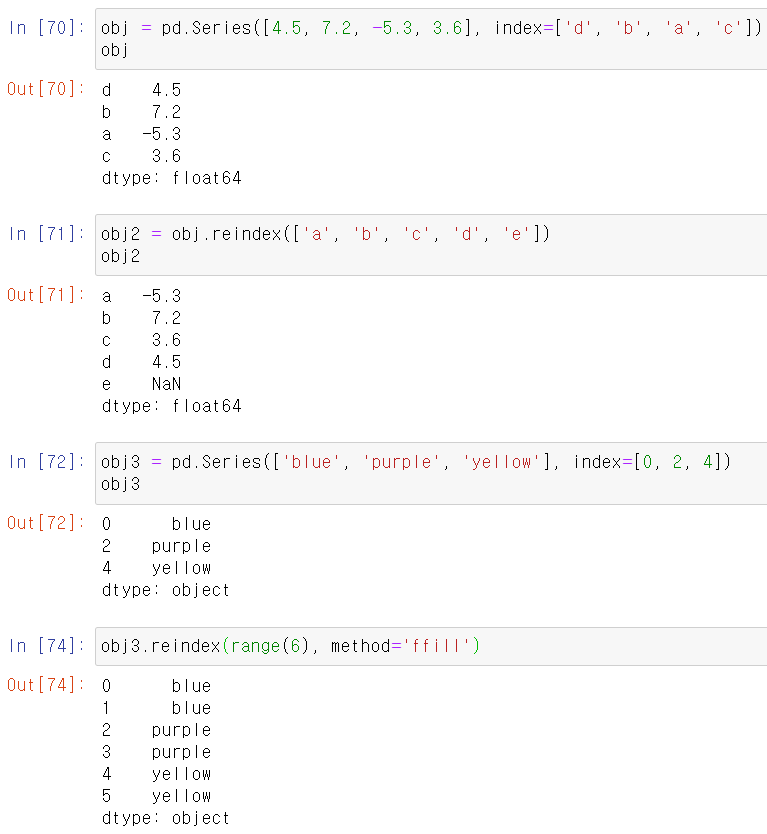 In [70]: obj = pd.Series([4.5, 7.2, -5.3, 3.6], index=['d', 'b', 'a', 'c'])
obj
Out[70]: d    4.5
b    7.2
a   -5.3
c    3.6
dtype: float64
In [71]: obj2 = obj.reindex(['a', 'b', 'c', 'd', 'e'])
obj2
Out[71]: a   -5.3
b    7.2
c    3.6
d    4.5
e    NaN
dtype: float64
In [72]: obj3 = pd.Series(['blue', 'purple', 'yellow'], index=[0, 2, 4])
obj3
Out[72]: 0      blue
2    purple
4    yellow
dtype: object
In [74]: obj3.reindex(range(6), method='ffill')
Out[74]: 0      blue
1      blue
2    purple
3    purple
4    yellow
5    yellow
dtype: object